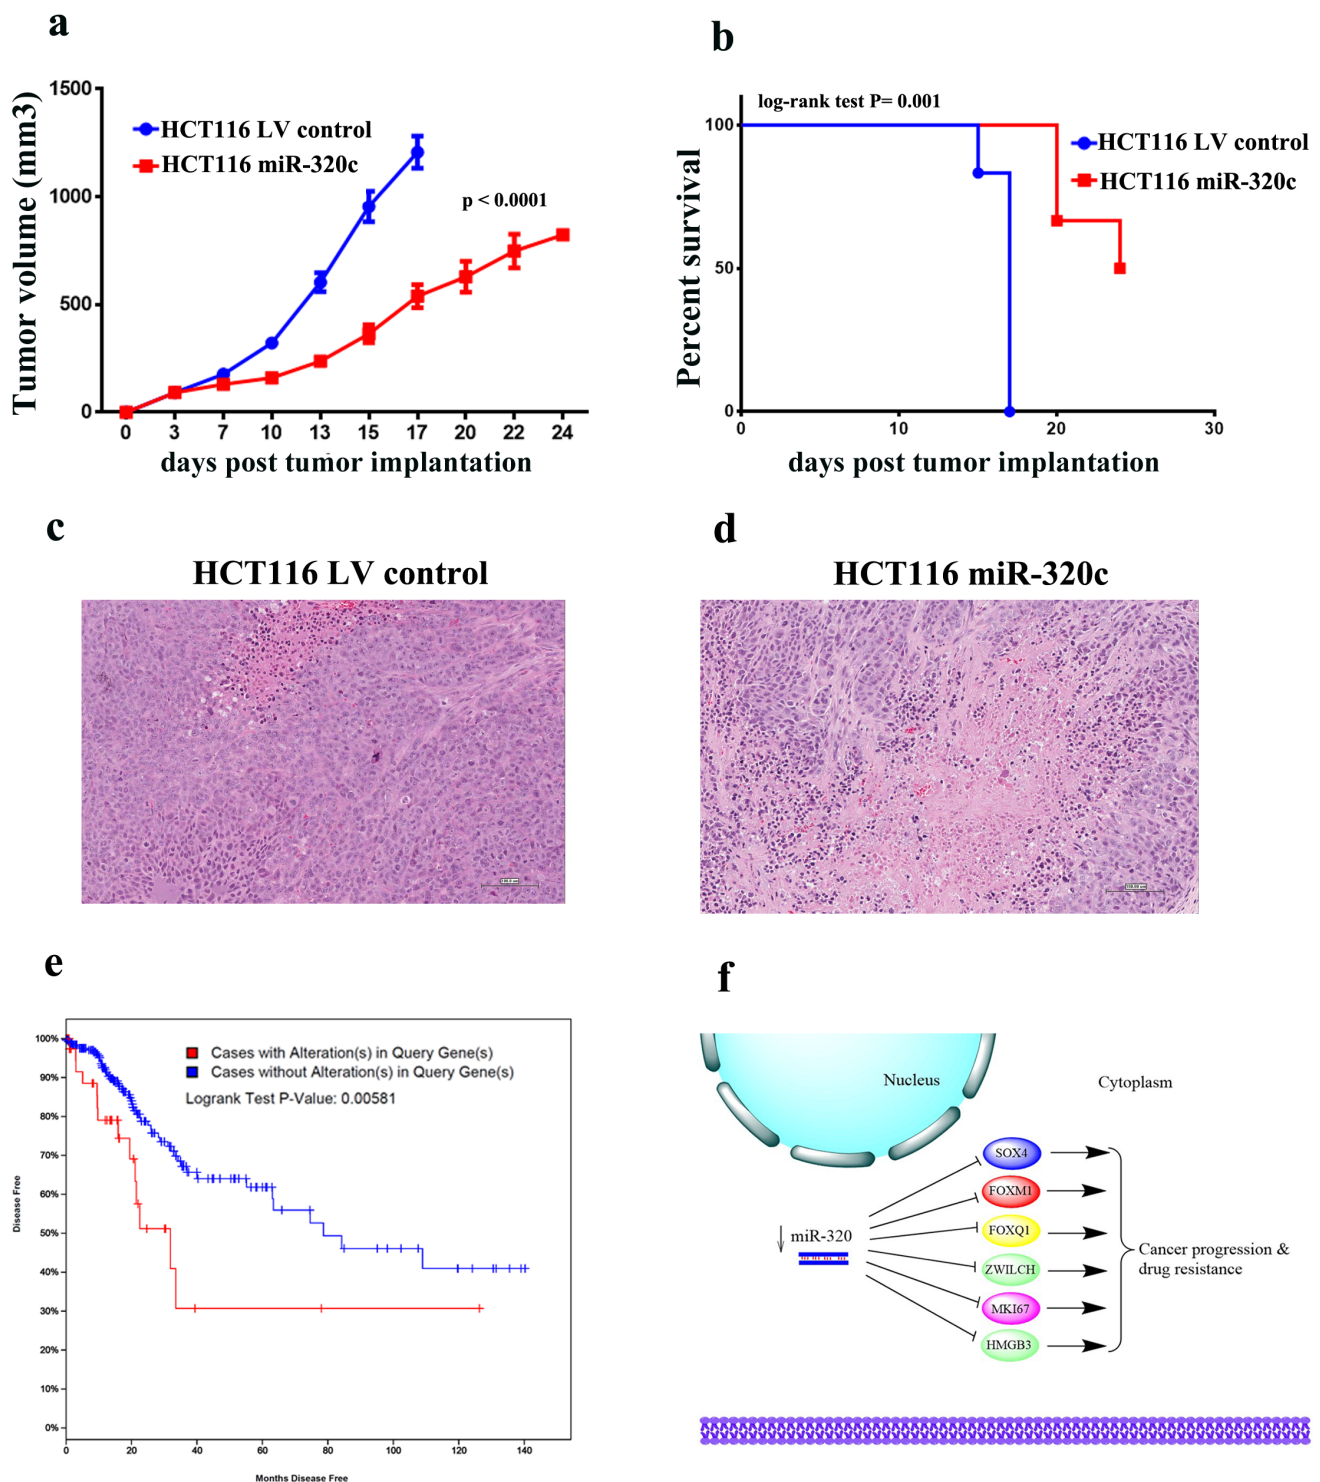 a
1500
1000
500
0
Tumor volume (mm3)
HCT116 LV control
HCT116 miR-320c
p < 0.0001
0 3 7 10 13 15 17 20 22 24
days post tumor implantation
b
log-rank test P= 0.001
100
50
0
Percent survival
HCT116 LV control
HCT116 miR-320c
0 10 20 30
days post tumor implantation
c
HCT116 LV control
d
HCT116 miR-320c
e
100%
90%
80%
70%
60%
50%
40%
30%
20%
10%
0%
Disease Free
Cases with Alteration(s) in Query Gene(s)
Cases without Alteration(s) in Query Gene(s)
Logrank Test P-Value: 0.00581
0 20 40 60 80 100 120 140
Months Disease Free
f
Nucleus
Cytoplasm
miR-320
SOX4
FOXM1
FOXQ1
ZWILCH
MKI67
HMGB3
Cancer progression &
drug resistance